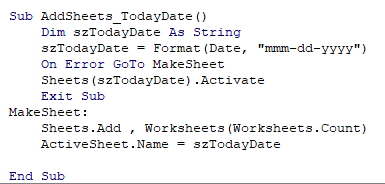 Sub AddSheets_TodayDate()
    Dim szTodayDate As String
    szTodayDate = Format(Date, "mmm-dd-yyyy")
    On Error GoTo MakeSheet
    Sheets(szTodayDate).Activate
    Exit Sub
MakeSheet:
    Sheets.Add , Worksheets(Worksheets.Count)
    ActiveSheet.Name = szTodayDate
End Sub